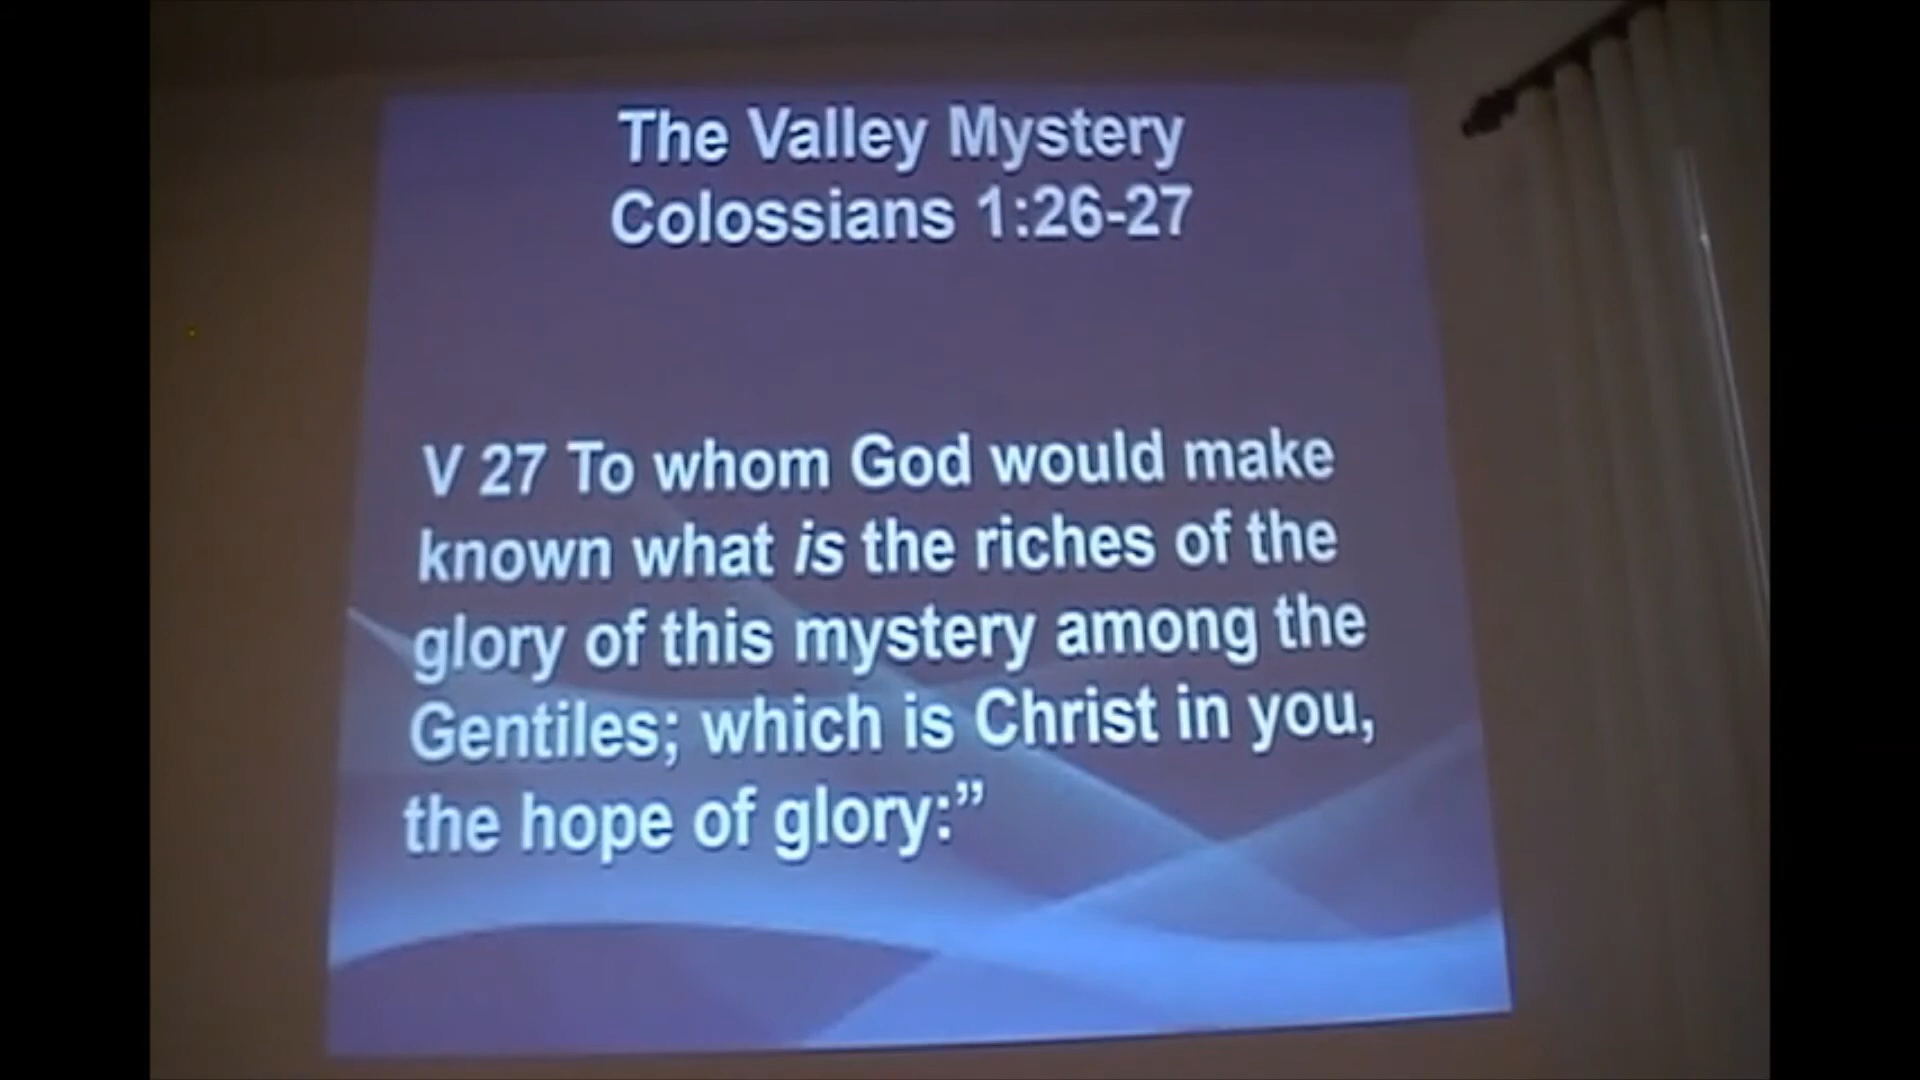 The Valley Mystery
Colossians 1:26-27
V 27 To whom God would make
known what is the riches of the
glory of this mystery among the
Gentiles; which is Christ in you,
the hope of glory:”